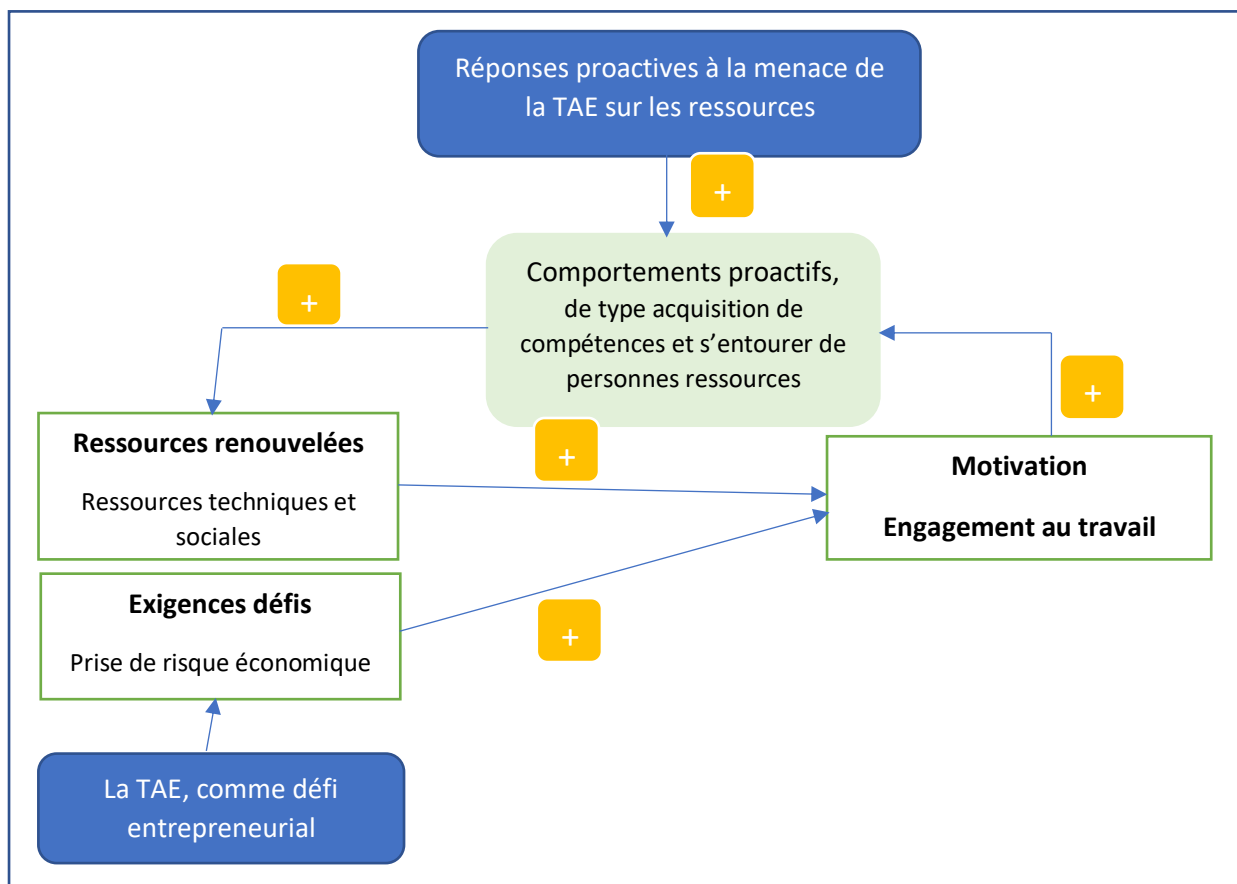 Réponses proactives à la menace de
la TAE sur les ressources
+
Comportements proactifs,
de type acquisition de
compétences et s’entourer de
personnes ressources
+
+
Ressources renouvelées
Ressources techniques et
sociales
+
Motivation
Engagement au travail
Exigences défis
Prise de risque économique
+
La TAE, comme défi
entrepreneurial